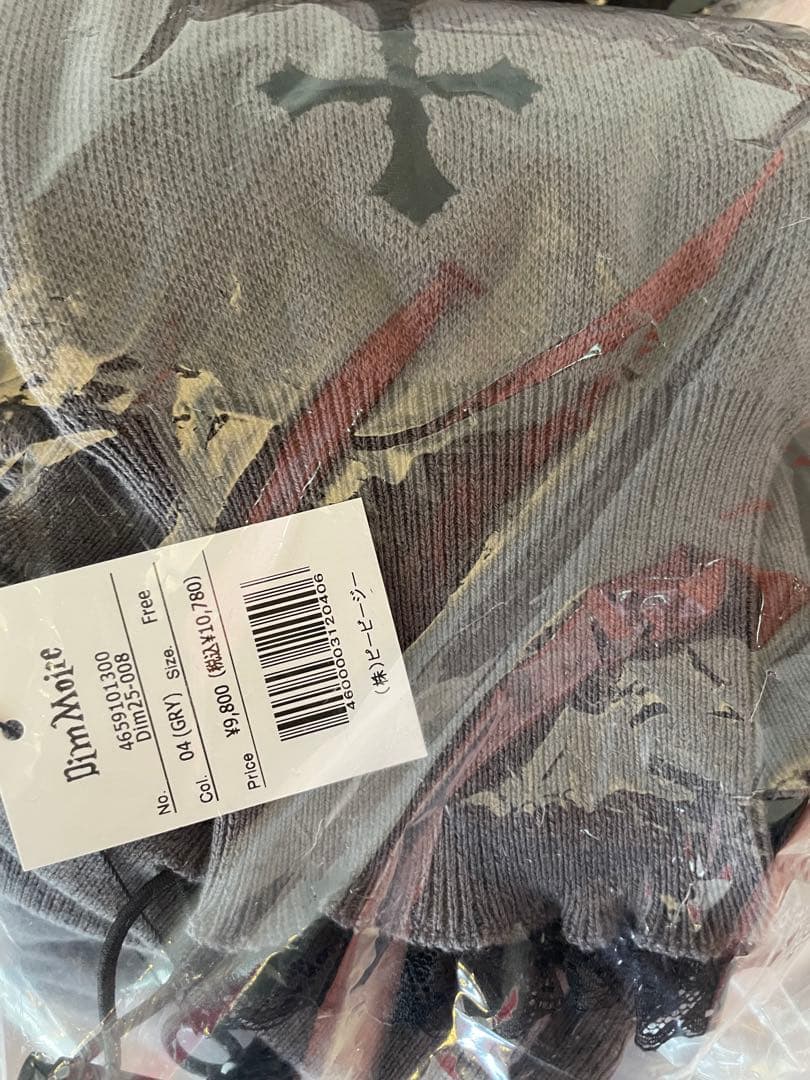 DimMoire
4659101300
No. Dim25-008
Col. 04(GRY) Size. Free
Price ¥9,800 (税込¥10,780)
4600003120406
(株)ピーピージー